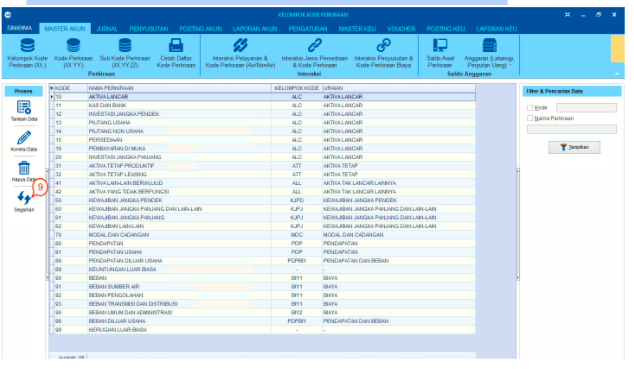 KELOMPOK KODE PERKIRAAN
SIMBIMA MASTER AKUN JURNAL PENYUSUTAN POSTING AKUN LAPORAN AKUN PENGATURAN MASTER KEU VOUCHER POSTING KEU LAPORAN KEU
Kelompok Kode Perkiraan (XX.) Kode Perkiraan (XX.YY.) Sub Kode Perkiraan (XX.YY.ZZ) Cetak Daftar Kode Perkiraan Interaksi Pelayanan & Kode Perkiraan (Air/NonAir) Interaksi Jenis Persediaan & Kode Perkiraan Interaksi Penyusutan & Kode Perkiraan Biaya Saldo Awal Perkiraan Anggaran (Labarugi, Perputan Uang)
Perkiraan Interaksi Saldo Anggaran
Proses
Tambah Data
Koreksi Data
Hapus Data
9
Segarkan
KODE NAMA PERKIRAAN KELOMPOK KODE URAIAN
10 AKTIVA LANCAR ALC AKTIVA LANCAR
11 KAS DAN BANK ALC AKTIVA LANCAR
12 INVESTASI JANGKA PENDEK ALC AKTIVA LANCAR
13 PIUTANG USAHA ALC AKTIVA LANCAR
14 PIUTANG NON USAHA ALC AKTIVA LANCAR
15 PERSEDIAAN ALC AKTIVA LANCAR
16 PEMBAYARAN DI MUKA ALC AKTIVA LANCAR
20 INVESTASI JANGKA PANJANG ALC AKTIVA LANCAR
31 AKTIVA TETAP PRODUKTIF ATT AKTIVA TETAP
32 AKTIVA TETAP LEASING ATT AKTIVA TETAP
41 AKTIVA LAIN-LAIN BERWUJUD ALL AKTIVA TAK LANCAR LAINNYA
42 AKTIVA YANG TIDAK BERFUNGSI ALL AKTIVA TAK LANCAR LAINNYA
50 KEWAJIBAN JANGKA PENDEK KJPD KEWAJIBAN JANGKA PENDEK
60 KEWAJIBAN JANGKA PANJANG DAN LAIN-LAIN KJPJ KEWAJIBAN JANGKA PANJANG DAN LAIN-LAIN
61 KEWAJIBAN JANGKA PANJANG KJPJ KEWAJIBAN JANGKA PANJANG DAN LAIN-LAIN
62 KEWAJIBAN LAIN-LAIN KJPJ KEWAJIBAN JANGKA PANJANG DAN LAIN-LAIN
70 MODAL DAN CADANGAN MDC MODAL DAN CADANGAN
80 PENDAPATAN PDP PENDAPATAN
81 PENDAPATAN USAHA PDP PENDAPATAN
88 PENDAPATAN DILUAR USAHA PDPBIY PENDAPATAN DAN BEBAN
89 KEUNTUNGAN LUAR BIASA - -
90 BEBAN BIY1 BIAYA
91 BEBAN SUMBER AIR BIY1 BIAYA
92 BEBAN PENGOLAHAN BIY1 BIAYA
93 BEBAN TRANSMISI DAN DISTRIBUSI BIY1 BIAYA
96 BEBAN UMUM DAN ADMINISTRASI BIY2 BIAYA
98 BEBAN DILUAR USAHA PDPBIY PENDAPATAN DAN BEBAN
99 KERUGIAN LUAR BIASA - -
Filter & Pencarian Data
Kode
Nama Perkiraan
Tampilkan